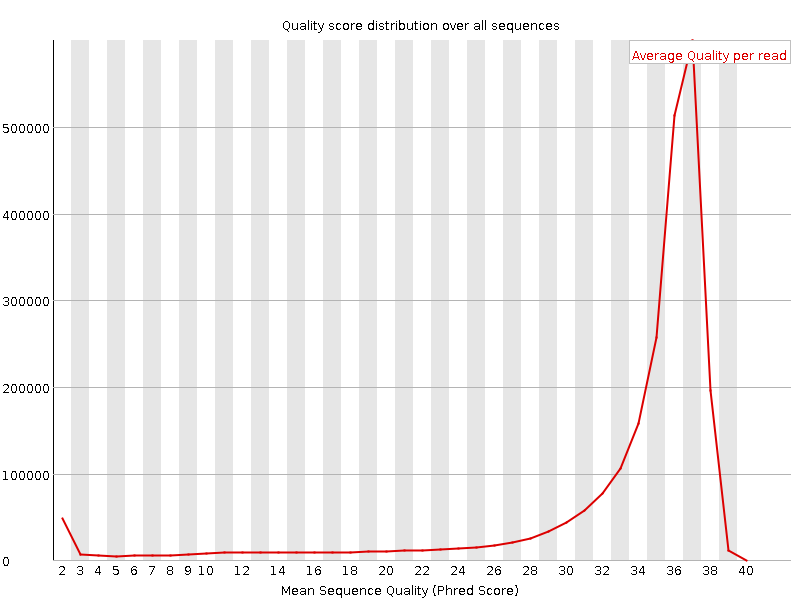 Quality score distribution over all sequences
Average Quality per read
500000
400000
300000
200000
100000
0
2 3 4 5 6 7 8 9 10 12 14 16 18 20 22 24 26 28 30 32 34 36 38 40
Mean Sequence Quality (Phred Score)